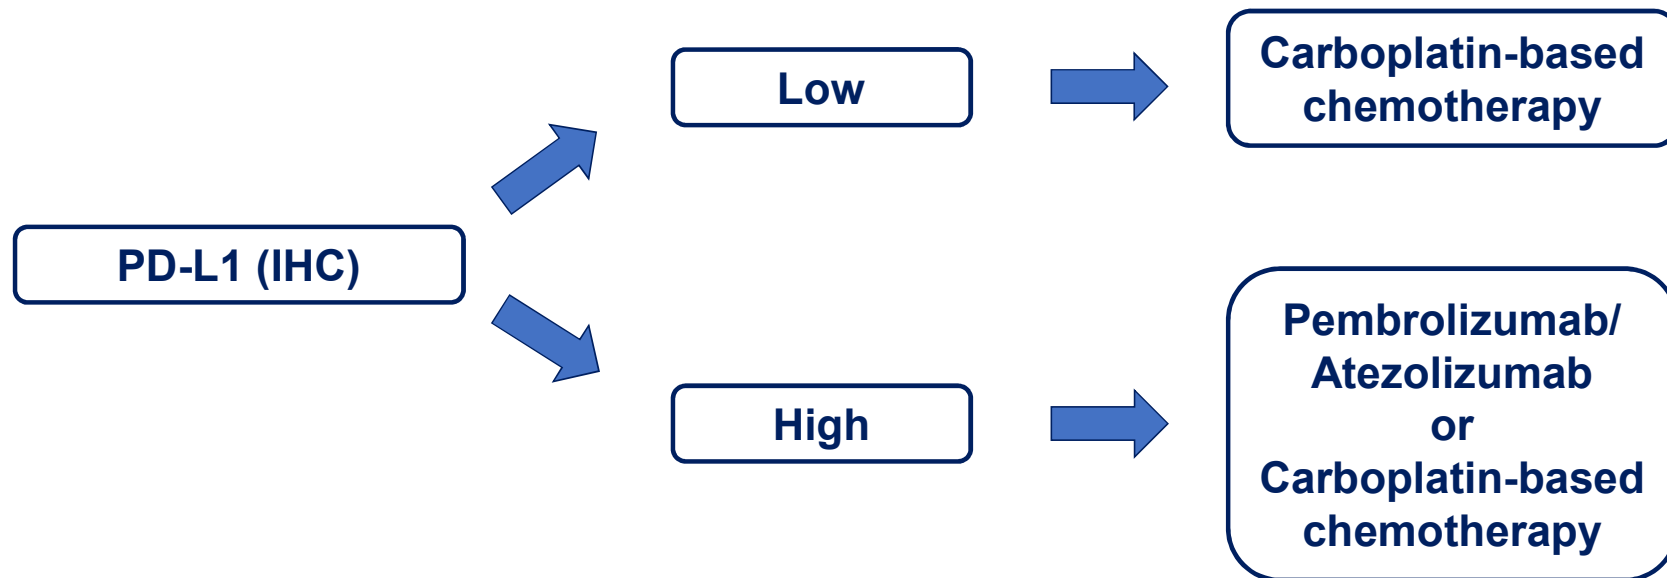 PD-L1 (IHC)
Low
Carboplatin-based
chemotherapy
High
Pembrolizumab/
Atezolizumab
or
Carboplatin-based
chemotherapy